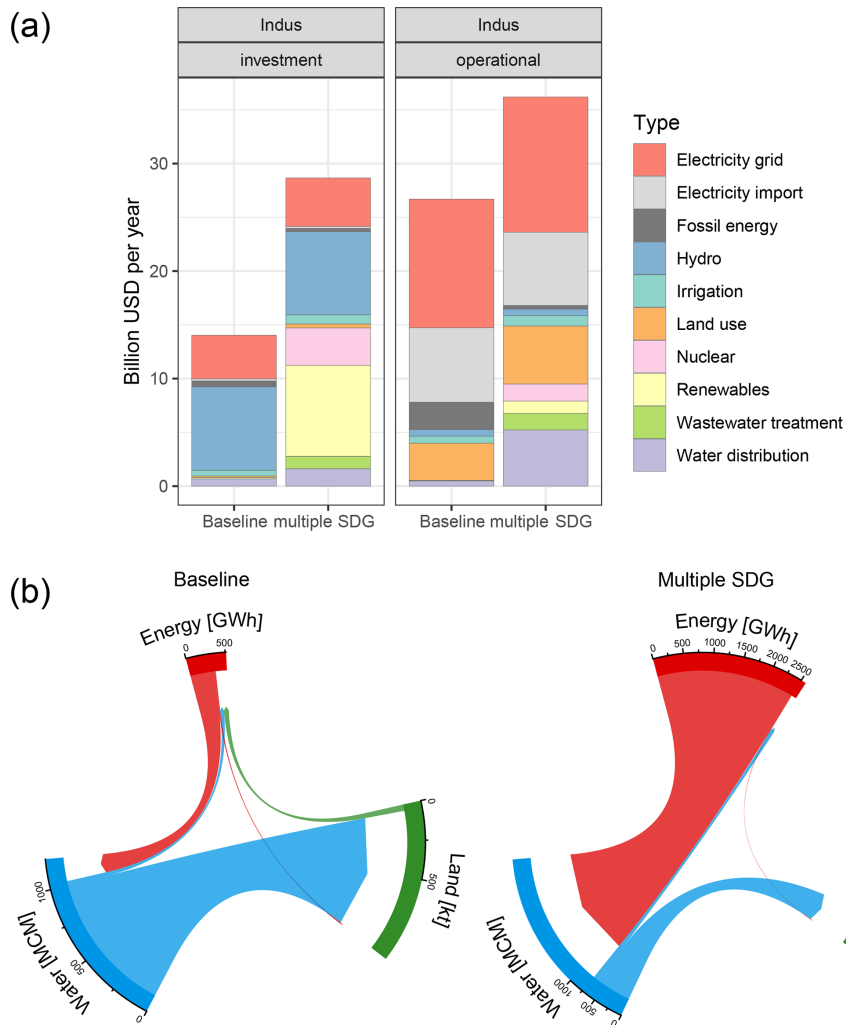 (a)
Indus
Indus
investment
operational
Billion USD per year
30
20
10
0
Baseline multiple SDG
Baseline multiple SDG
Type
Electricity grid
Electricity import
Fossil energy
Hydro
Irrigation
Land use
Nuclear
Renewables
Wastewater treatment
Water distribution
(b)
Baseline
Energy [GWh]
0
500
0
500
Land [kt]
1000
500
0
Water [MCM]
Multiple SDG
Energy [GWh]
0
500
1000
1500
2000
2500
1000
500
0
Water [MCM]